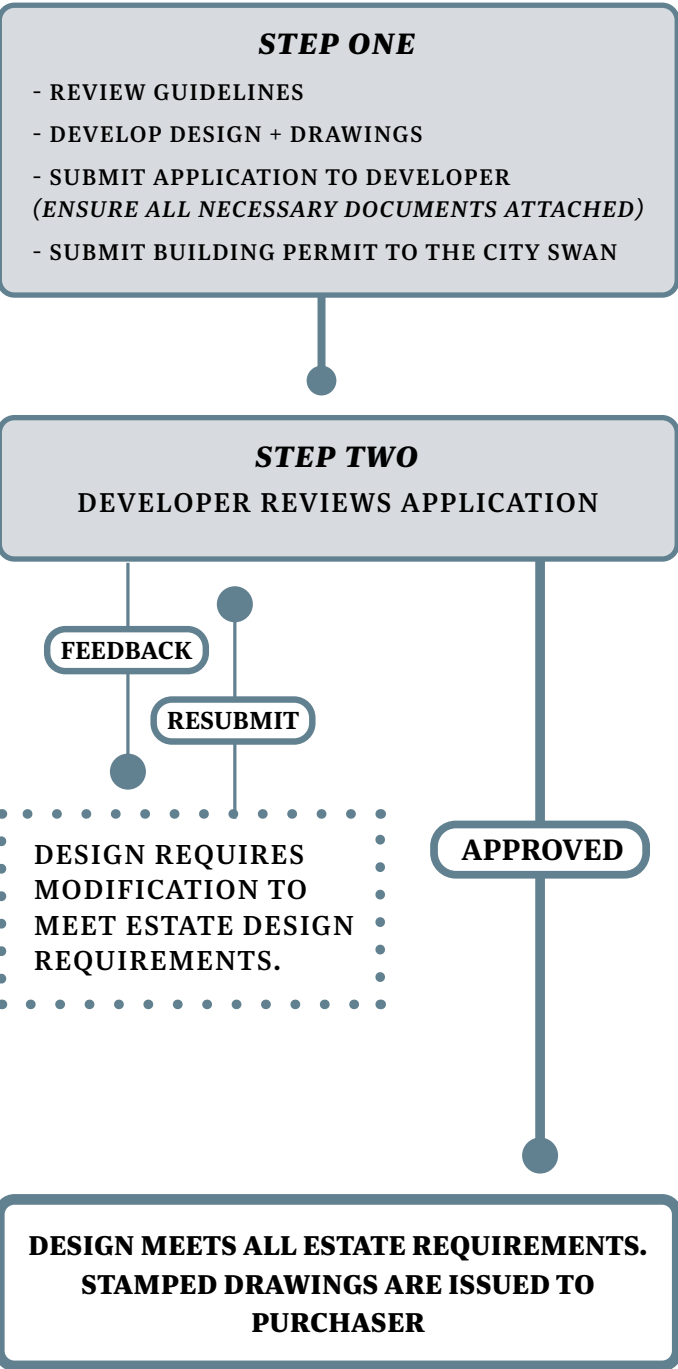 STEP ONE
- REVIEW GUIDELINES
- DEVELOP DESIGN + DRAWINGS
- SUBMIT APPLICATION TO DEVELOPER
(ENSURE ALL NECESSARY DOCUMENTS ATTACHED)
- SUBMIT BUILDING PERMIT TO THE CITY SWAN
STEP TWO
DEVELOPER REVIEWS APPLICATION
FEEDBACK
RESUBMIT
DESIGN REQUIRES
MODIFICATION TO
MEET ESTATE DESIGN
REQUIREMENTS.
APPROVED
DESIGN MEETS ALL ESTATE REQUIREMENTS.
STAMPED DRAWINGS ARE ISSUED TO
PURCHASER